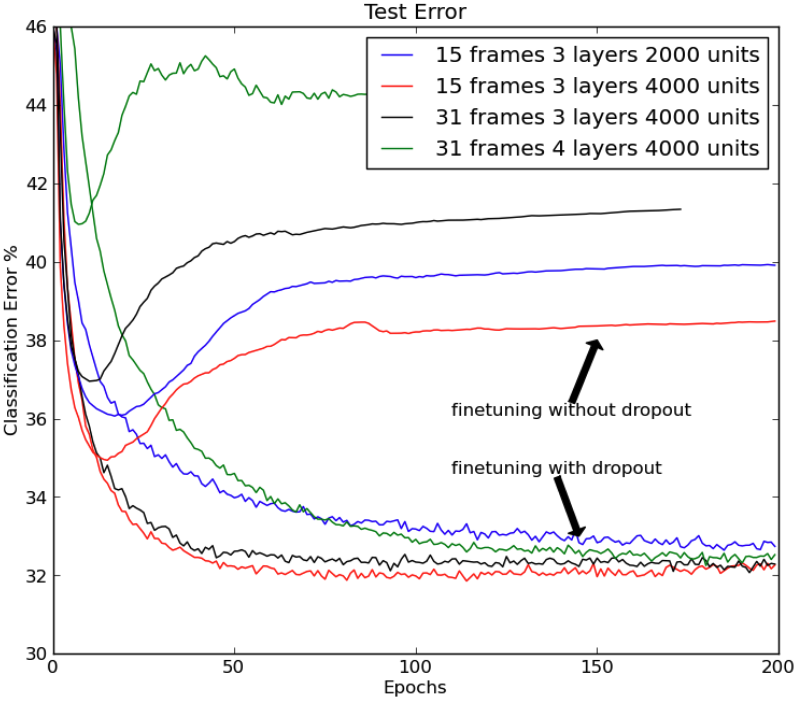 Test Error
46
44
42
40
38
36
34
32
30
Classification Error %
15 frames 3 layers 2000 units
15 frames 3 layers 4000 units
31 frames 3 layers 4000 units
31 frames 4 layers 4000 units
finetuning without dropout
finetuning with dropout
0
50
100
150
200
Epochs